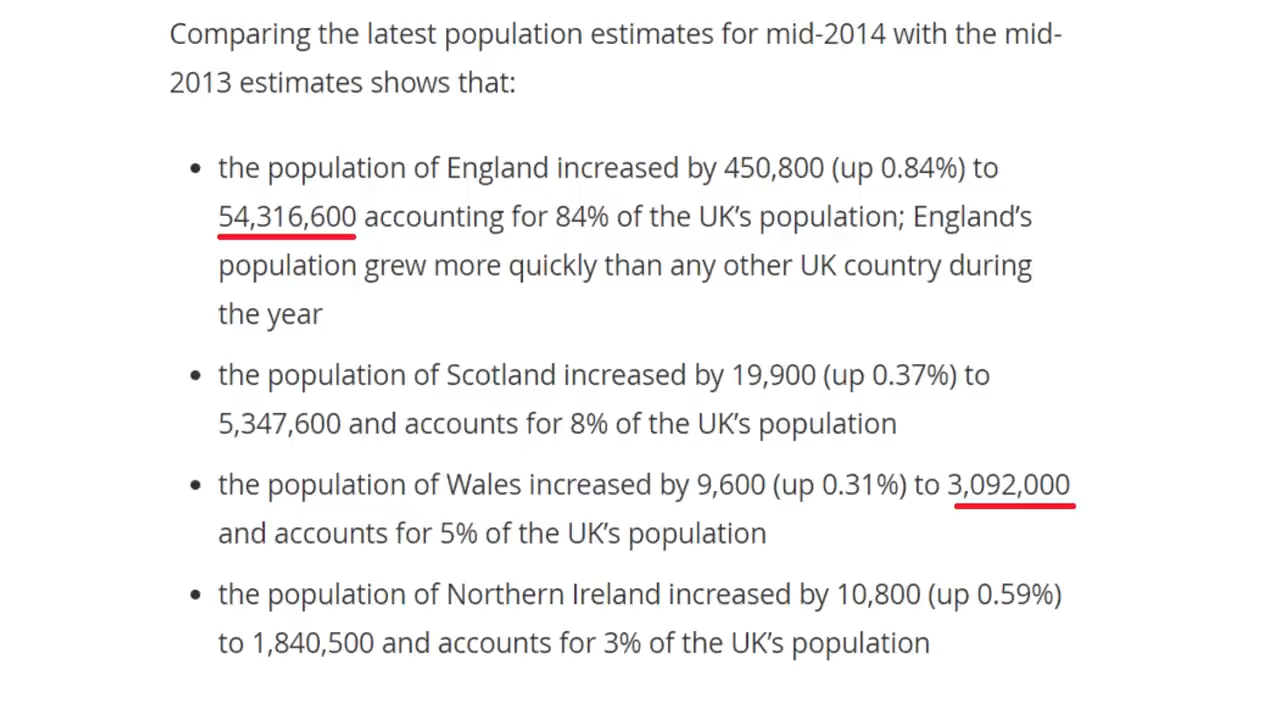 Comparing the latest population estimates for mid-2014 with the mid-
2013 estimates shows that:
• the population of England increased by 450,800 (up 0.84%) to
54,316,600 accounting for 84% of the UK’s population; England’s
population grew more quickly than any other UK country during
the year
• the population of Scotland increased by 19,900 (up 0.37%) to
5,347,600 and accounts for 8% of the UK’s population
• the population of Wales increased by 9,600 (up 0.31%) to 3,092,000
and accounts for 5% of the UK’s population
• the population of Northern Ireland increased by 10,800 (up 0.59%)
to 1,840,500 and accounts for 3% of the UK’s population